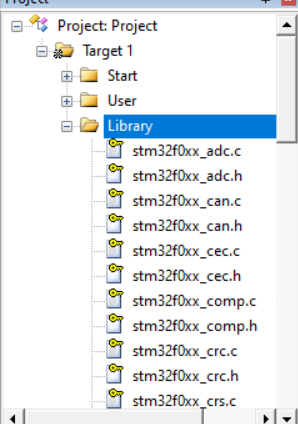 Project
Project: Project
Target 1
Start
User
Library
stm32f0xx_adc.c
stm32f0xx_adc.h
stm32f0xx_can.c
stm32f0xx_can.h
stm32f0xx_cec.c
stm32f0xx_cec.h
stm32f0xx_comp.c
stm32f0xx_comp.h
stm32f0xx_crc.c
stm32f0xx_crc.h
stm32f0xx_crs.c